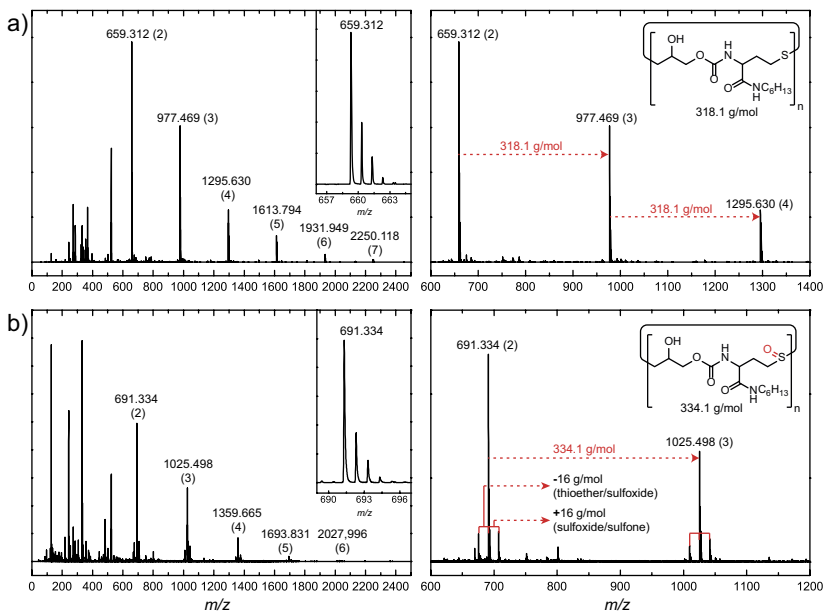 a)
659.312 (2)
977.469 (3)
1295.630
(4)
1613.794
(5)
1931.949
(6)
2250.118
(7)
0 200 400 600 800 1000 1200 1400 1600 1800 2000 2200 2400
659.312
657 660 663
m/z
659.312 (2)
977.469 (3)
1295.630 (4)
318.1 g/mol
318.1 g/mol
OH
O
O
H
N
S
O
NHC6H13
n
318.1 g/mol
600 700 800 900 1000 1100 1200 1300 1400
b)
691.334
(2)
1025.498
(3)
1359.665
(4)
1693.831
(5)
2027,996
(6)
0 200 400 600 800 1000 1200 1400 1600 1800 2000 2200 2400
m/z
691.334
690 693 696
m/z
691.334 (2)
1025.498 (3)
334.1 g/mol
-16 g/mol
(thioether/sulfoxide)
+16 g/mol
(sulfoxide/sulfone)
OH
O
O
H
N
O
S
O
NHC6H13
n
334.1 g/mol
600 700 800 900 1000 1100 1200
m/z